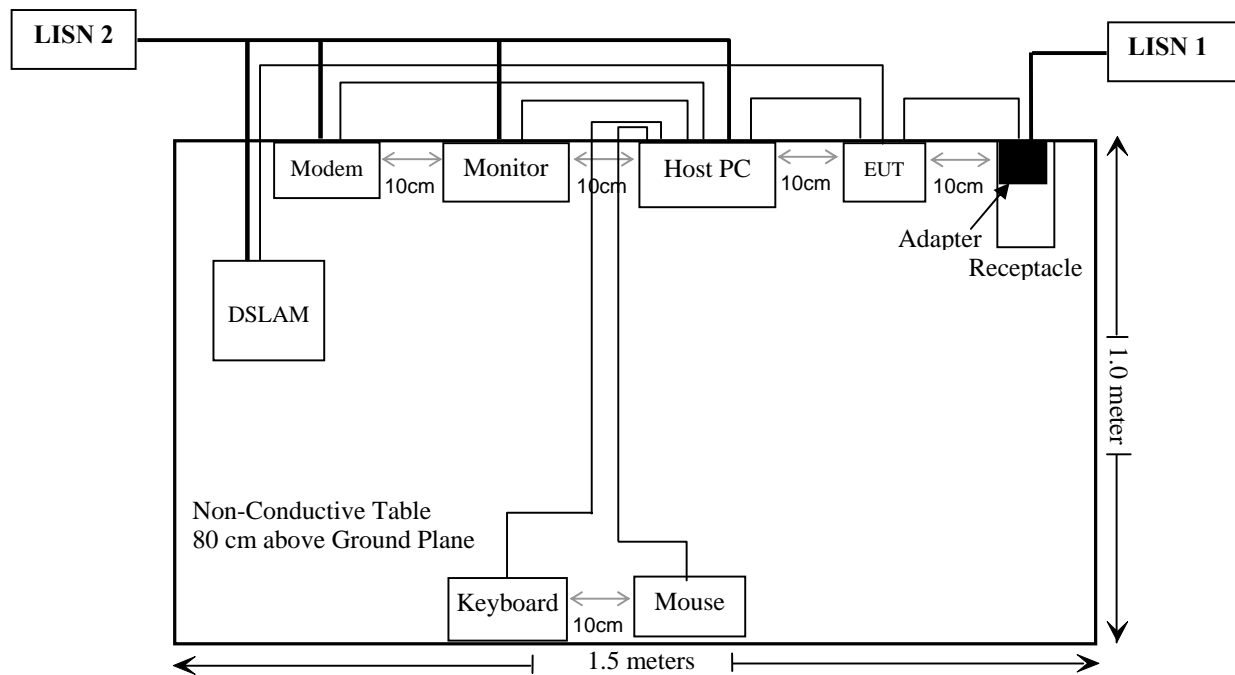 LISN 2
LISN 1
Modem
10cm
Monitor
10cm
Host PC
10cm
EUT
10cm
Adapter
Receptacle
DSLAM
1.0 meter
Non-Conductive Table
80 cm above Ground Plane
Keyboard
10cm
Mouse
1.5 meters